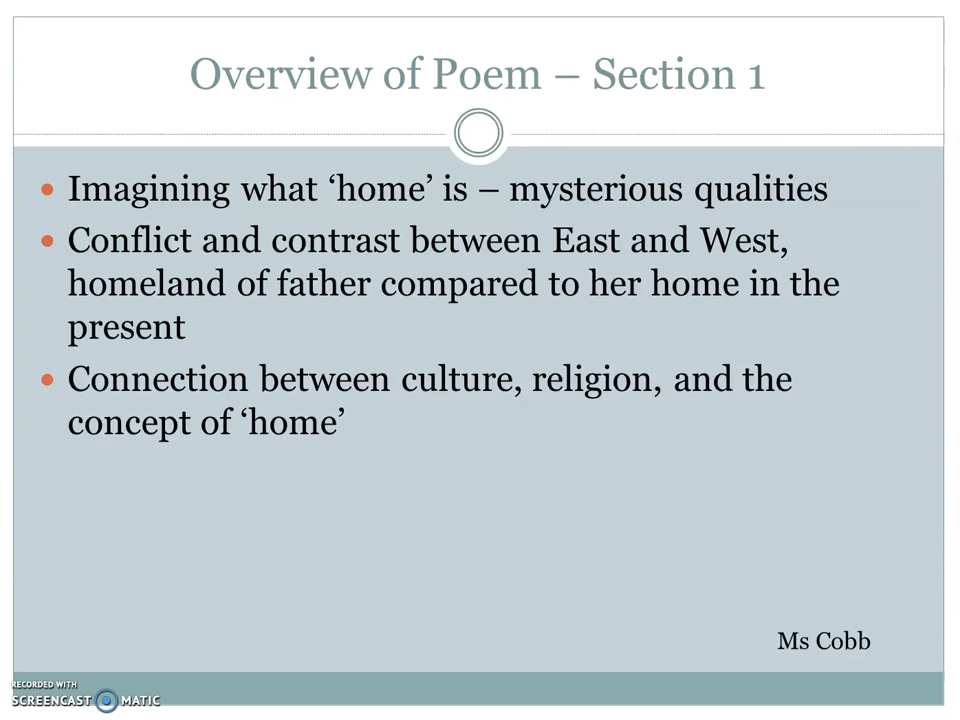 Overview of Poem – Section 1
• Imagining what ‘home’ is – mysterious qualities
• Conflict and contrast between East and West,
homeland of father compared to her home in the
present
• Connection between culture, religion, and the
concept of ‘home’
Ms Cobb
RECORDED WITH
SCREENCAST MATIC